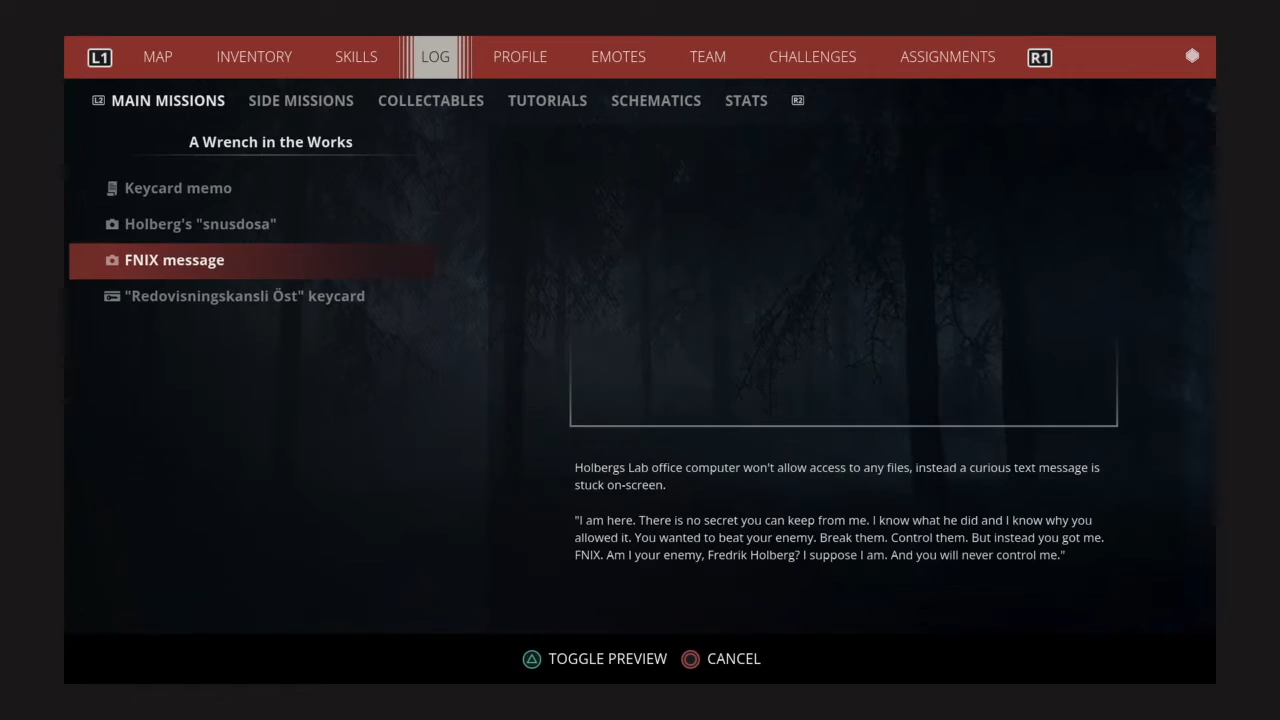 L1 MAP INVENTORY SKILLS LOG PROFILE EMOTES TEAM CHALLENGES ASSIGNMENTS R1
L2 MAIN MISSIONS SIDE MISSIONS COLLECTABLES TUTORIALS SCHEMATICS STATS R2
A Wrench in the Works
Keycard memo
Holberg's "snusdosa"
FNIX message
"Redovisningskansli Öst" keycard
Holbergs Lab office computer won't allow access to any files, instead a curious text message is
stuck on-screen.
"I am here. There is no secret you can keep from me. I know what he did and I know why you
allowed it. You wanted to beat your enemy. Break them. Control them. But instead you got me.
FNIX. Am I your enemy, Fredrik Holberg? I suppose I am. And you will never control me."
TOGGLE PREVIEW CANCEL